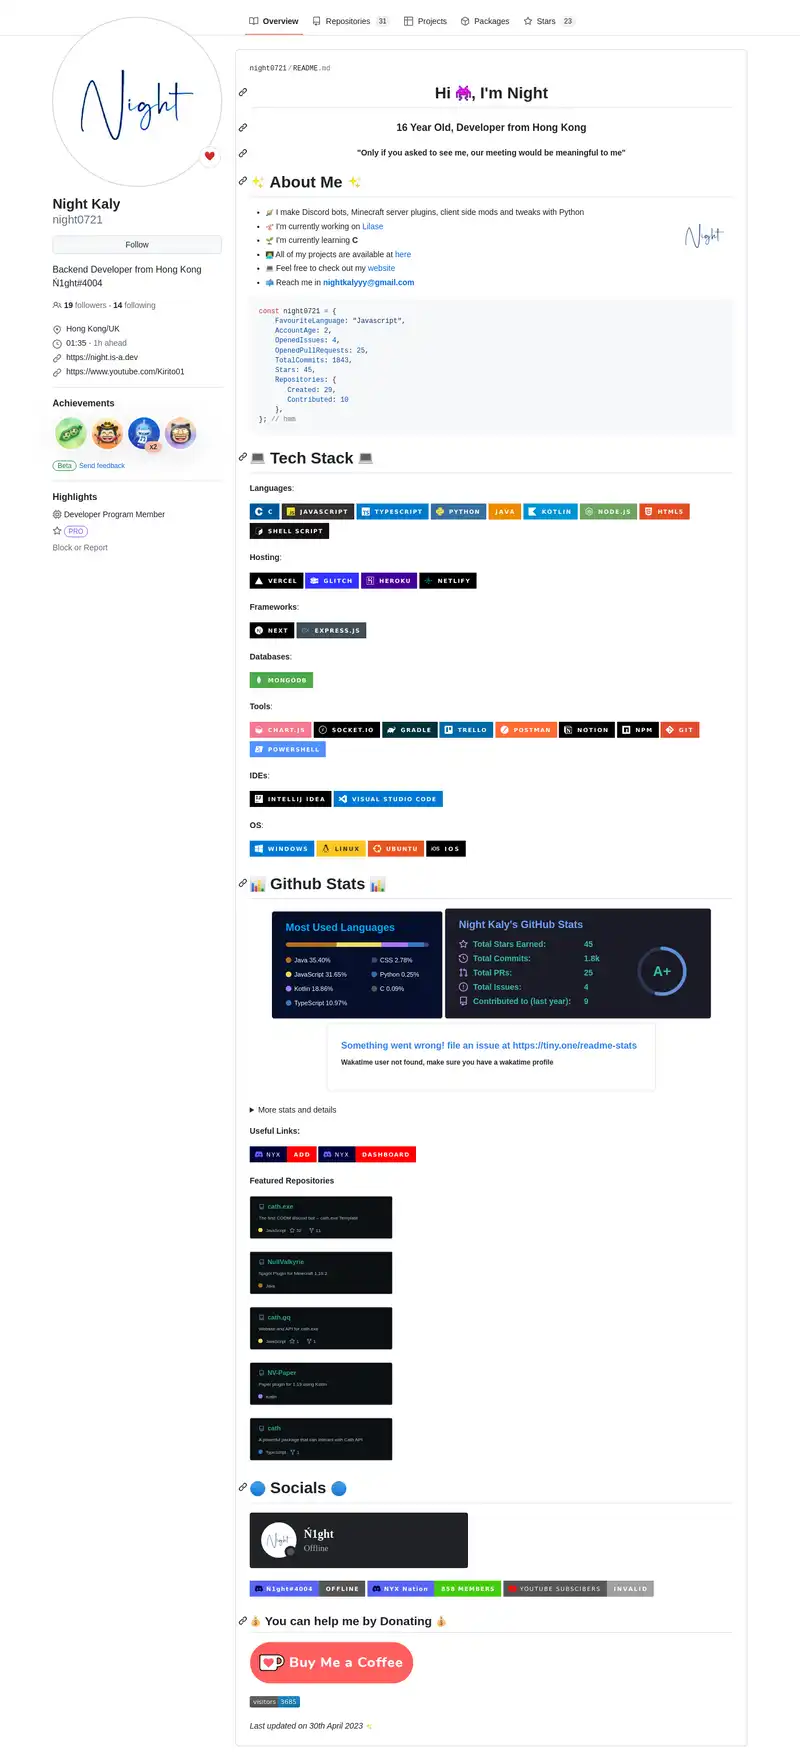 Overview
Repositories 31
Projects
Packages
Stars 23
Night
Night Kaly
night0721
Follow
Backend Developer from Hong Kong
Ń1ght#4004
19 followers · 14 following
Hong Kong/UK
01:35 - 1h ahead
https://night.is-a.dev
https://www.youtube.com/Kirito01
Achievements
x2
Beta Send feedback
Highlights
Developer Program Member
PRO
Block or Report
night0721/README.md
Hi 👾, I'm Night
16 Year Old, Developer from Hong Kong
"Only if you asked to see me, our meeting would be meaningful to me"
✨ About Me ✨
I make Discord bots, Minecraft server plugins, client side mods and tweaks with Python
I'm currently working on Lilase
Night
I'm currently learning C
All of my projects are available at here
Feel free to check out my website
Reach me in nightkalyyy@gmail.com
const night0721 = {
FavouriteLanguage: "Javascript",
AccountAge: 2,
OpenedIssues: 4,
OpenedPullRequests: 25,
TotalCommits: 1843,
Stars: 45,
Repositories: {
Created: 29,
Contributed: 10
},
}; // hmm
💻 Tech Stack 💻
Languages:
C JAVASCRIPT TYPESCRIPT PYTHON JAVA KOTLIN NODE.JS HTML5
SHELL SCRIPT
Hosting:
VERCEL GLITCH HEROKU NETLIFY
Frameworks:
NEXT EXPRESS.JS
Databases:
MONGODB
Tools:
CHART.JS SOCKET.IO GRADLE TRELLO POSTMAN NOTION NPM GIT
POWERSHELL
IDEs:
INTELLIJ IDEA VISUAL STUDIO CODE
OS:
WINDOWS LINUX UBUNTU iOS IOS
📊 Github Stats 📊
Most Used Languages
Java 35.40%
JavaScript 31.65%
Kotlin 18.86%
TypeScript 10.97%
CSS 2.78%
Python 0.25%
C 0.09%
Night Kaly's GitHub Stats
Total Stars Earned: 45
Total Commits: 1.8k
Total PRs: 25
Total Issues: 4
Contributed to (last year): 9
A+
Something went wrong! file an issue at https://tiny.one/readme-stats
Wakatime user not found, make sure you have a wakatime profile
More stats and details
Useful Links:
NYX ADD NYX DASHBOARD
Featured Repositories
cath.exe
The first CODM Discord bot -- cath.exe Template
JavaScript
NullValkyrie
Spigot Plugin for Minecraft 1.19.2
Java
cath.gq
Website and API for cath.exe
JavaScript 1 1
NV-Paper
Paper plugin for 1.19 using Kotlin
Kotlin
cath
A powerful package that can interact with Cath API
TypeScript 1
🔵 Socials 🔵
Night
Ń1ght
Offline
Ń1ght#4004 OFFLINE NYX Nation 856 MEMBERS YOUTUBE SUBSCIBERS INVALID
💰 You can help me by Donating 💰
Buy Me a Coffee
visitors 3685
Last updated on 30th April 2023 ✨